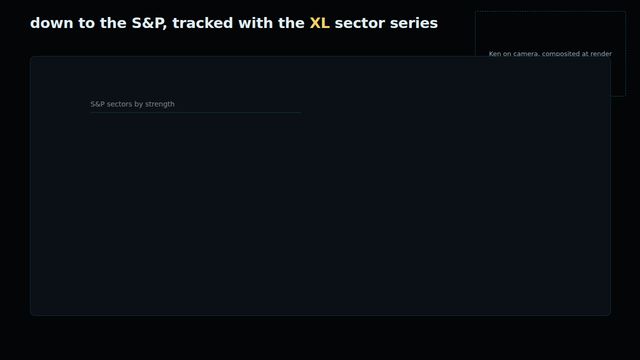 down to the S&P, tracked with the XL sector series
Ken on camera, composited at render
S&P sectors by strength